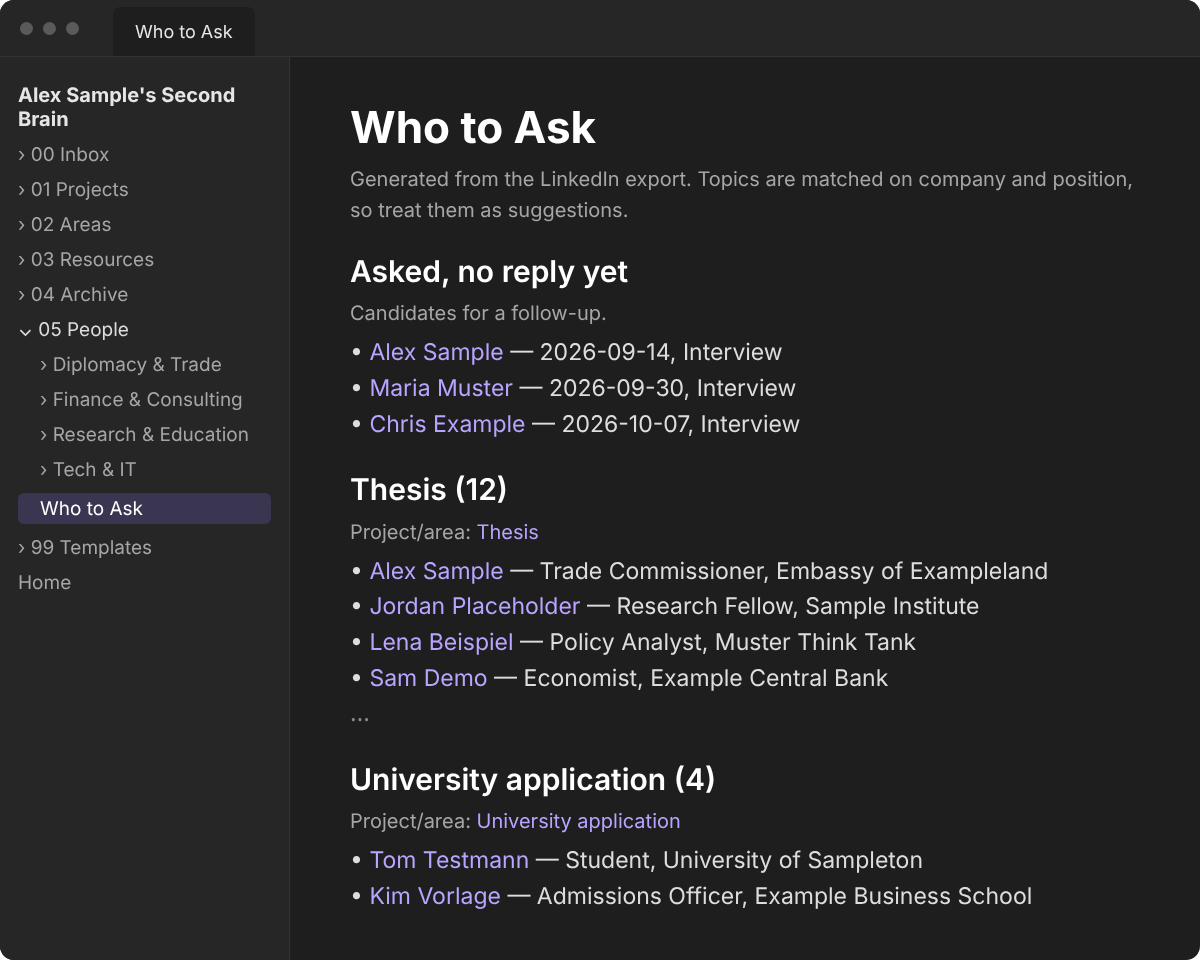 Who to Ask
Alex Sample's Second
Brain
› 00 Inbox
› 01 Projects
› 02 Areas
› 03 Resources
› 04 Archive
⌵ 05 People
› Diplomacy & Trade
› Finance & Consulting
› Research & Education
› Tech & IT
Who to Ask
› 99 Templates
Home
Who to Ask
Generated from the LinkedIn export. Topics are matched on company and position,
so treat them as suggestions.
Asked, no reply yet
Candidates for a follow-up.
• Alex Sample — 2026-09-14, Interview
• Maria Muster — 2026-09-30, Interview
• Chris Example — 2026-10-07, Interview
Thesis (12)
Project/area: Thesis
• Alex Sample — Trade Commissioner, Embassy of Exampleland
• Jordan Placeholder — Research Fellow, Sample Institute
• Lena Beispiel — Policy Analyst, Muster Think Tank
• Sam Demo — Economist, Example Central Bank
…
University application (4)
Project/area: University application
• Tom Testmann — Student, University of Sampleton
• Kim Vorlage — Admissions Officer, Example Business School